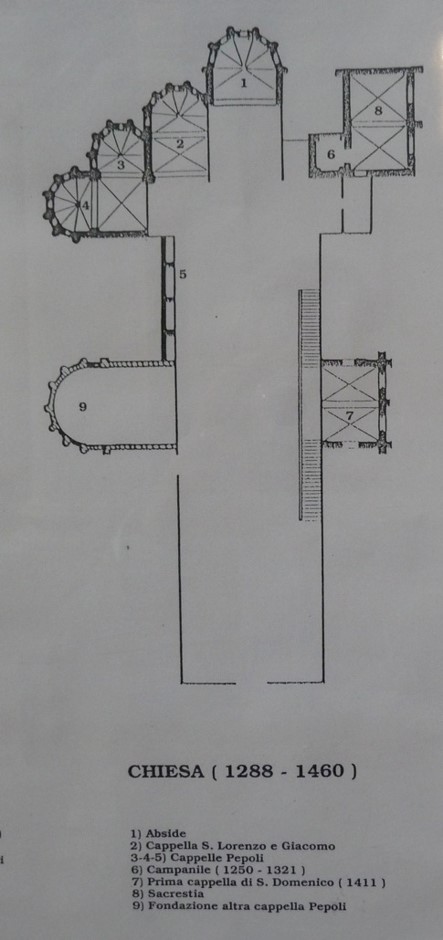 1
8
2
6
3
4
5
9
7
CHIESA ( 1288 - 1460 )
1) Abside
2) Cappella S. Lorenzo e Giacomo
3-4-5) Cappelle Pepoli
6) Campanile ( 1250 - 1321 )
7) Prima cappella di S. Domenico ( 1411 )
8) Sacrestia
9) Fondazione altra cappella Pepoli